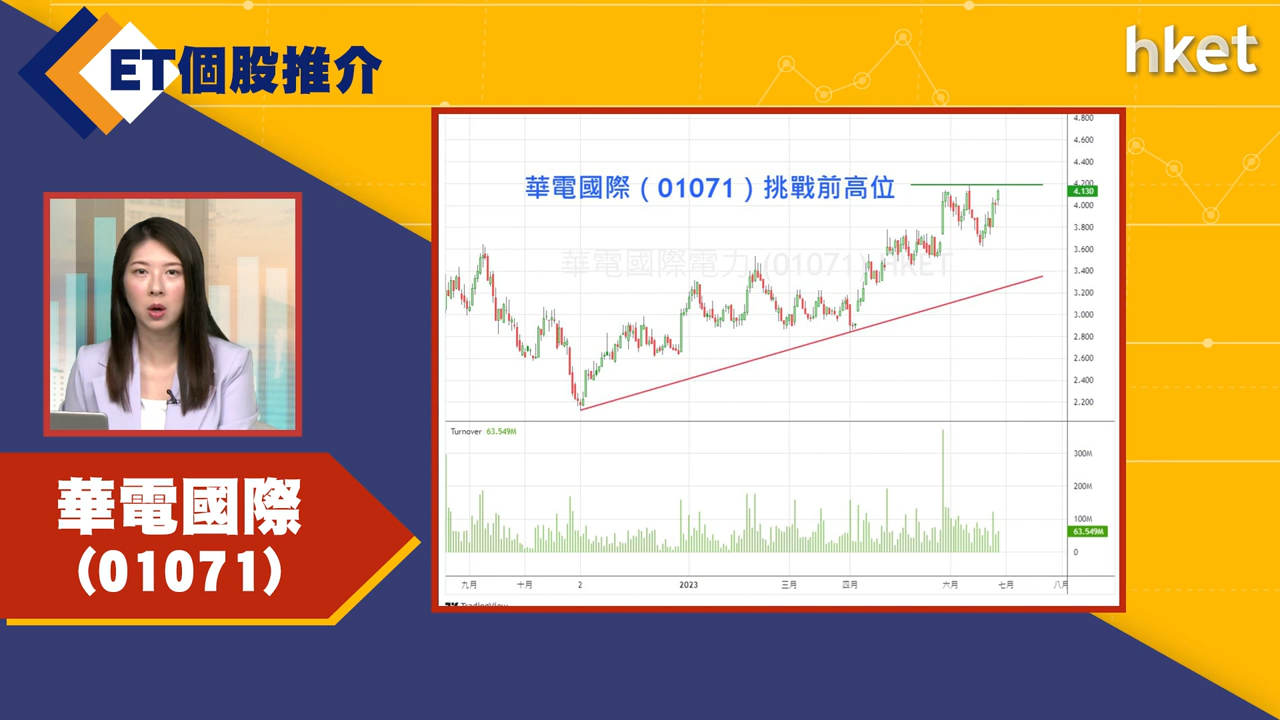 ET個股推介
hket
華電國際
(01071)
華電國際（01071）挑戰前高位
華電國際電力 (01071) HKET
4.800
4.600
4.400
4.200
4.130
4.000
3.800
3.600
3.400
3.200
3.000
2.800
2.600
2.400
2.200
Turnover 63.549M
300M
200M
100M
63.549M
0
九月 十月 2 2023 三月 四月 六月 七月 八月
TradingView